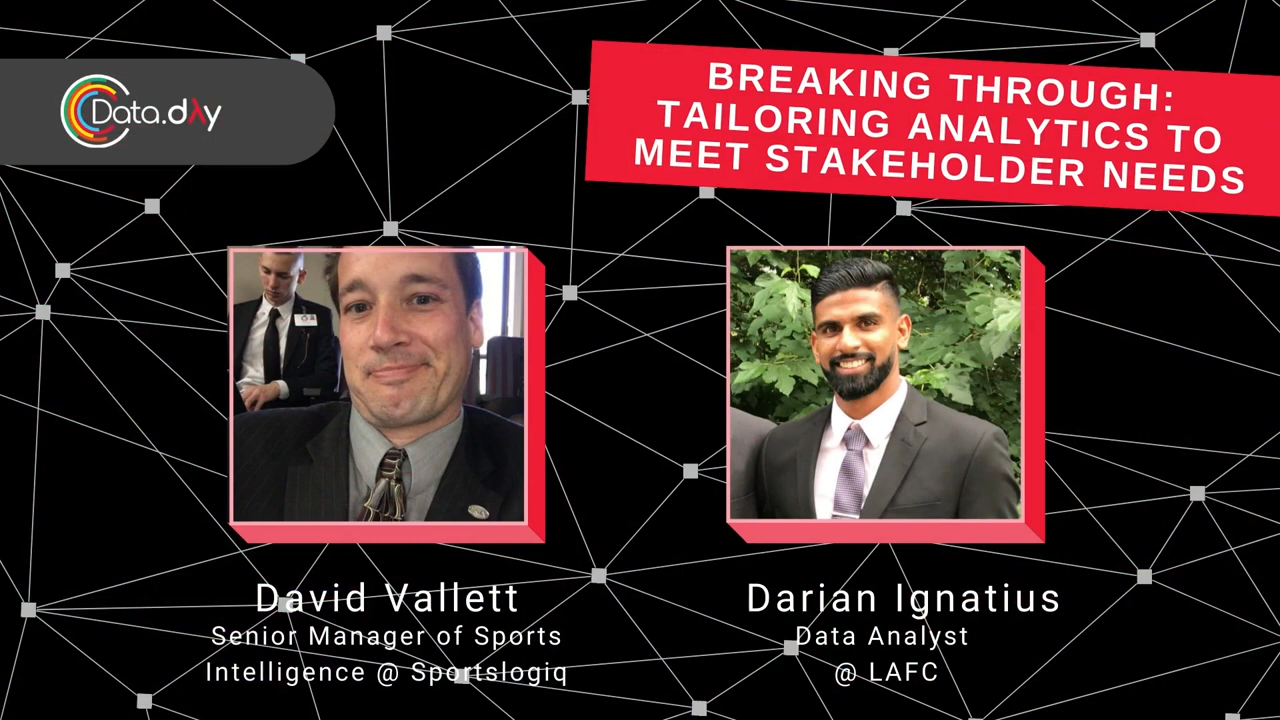 Data.dλy
BREAKING THROUGH:
TAILORING ANALYTICS TO
MEET STAKEHOLDER NEEDS
David Vallett
Senior Manager of Sports
Intelligence @ Sportslogiq
Darian Ignatius
Data Analyst
@ LAFC